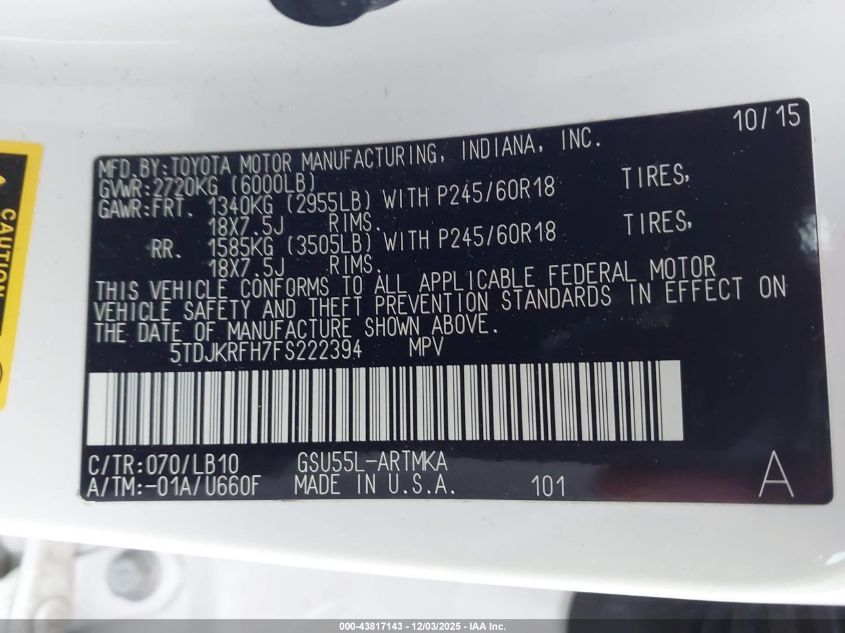 10/15
MFD.BY:TOYOTA MOTOR MANUFACTURING, INDIANA, INC.
GVWR:2720KG (6000LB)
GAWR:FRT. 1340KG (2955LB) WITH P245/60R18 TIRES,
18X7.5J RIMS.
RR. 1585KG (3505LB) WITH P245/60R18 TIRES,
18X7.5J RIMS.
THIS VEHICLE CONFORMS TO ALL APPLICABLE FEDERAL MOTOR
VEHICLE SAFETY AND THEFT PREVENTION STANDARDS IN EFFECT ON
THE DATE OF MANUFACTURE SHOWN ABOVE.
5TDJKRFH7FS222394 MPV
C/TR:070/LB10 GSU55L-ARTMKA
A/TM:-01A/U660F MADE IN U.S.A. 101 A
CAUTION
000-43817143 - 12/03/2025 - IAA Inc.